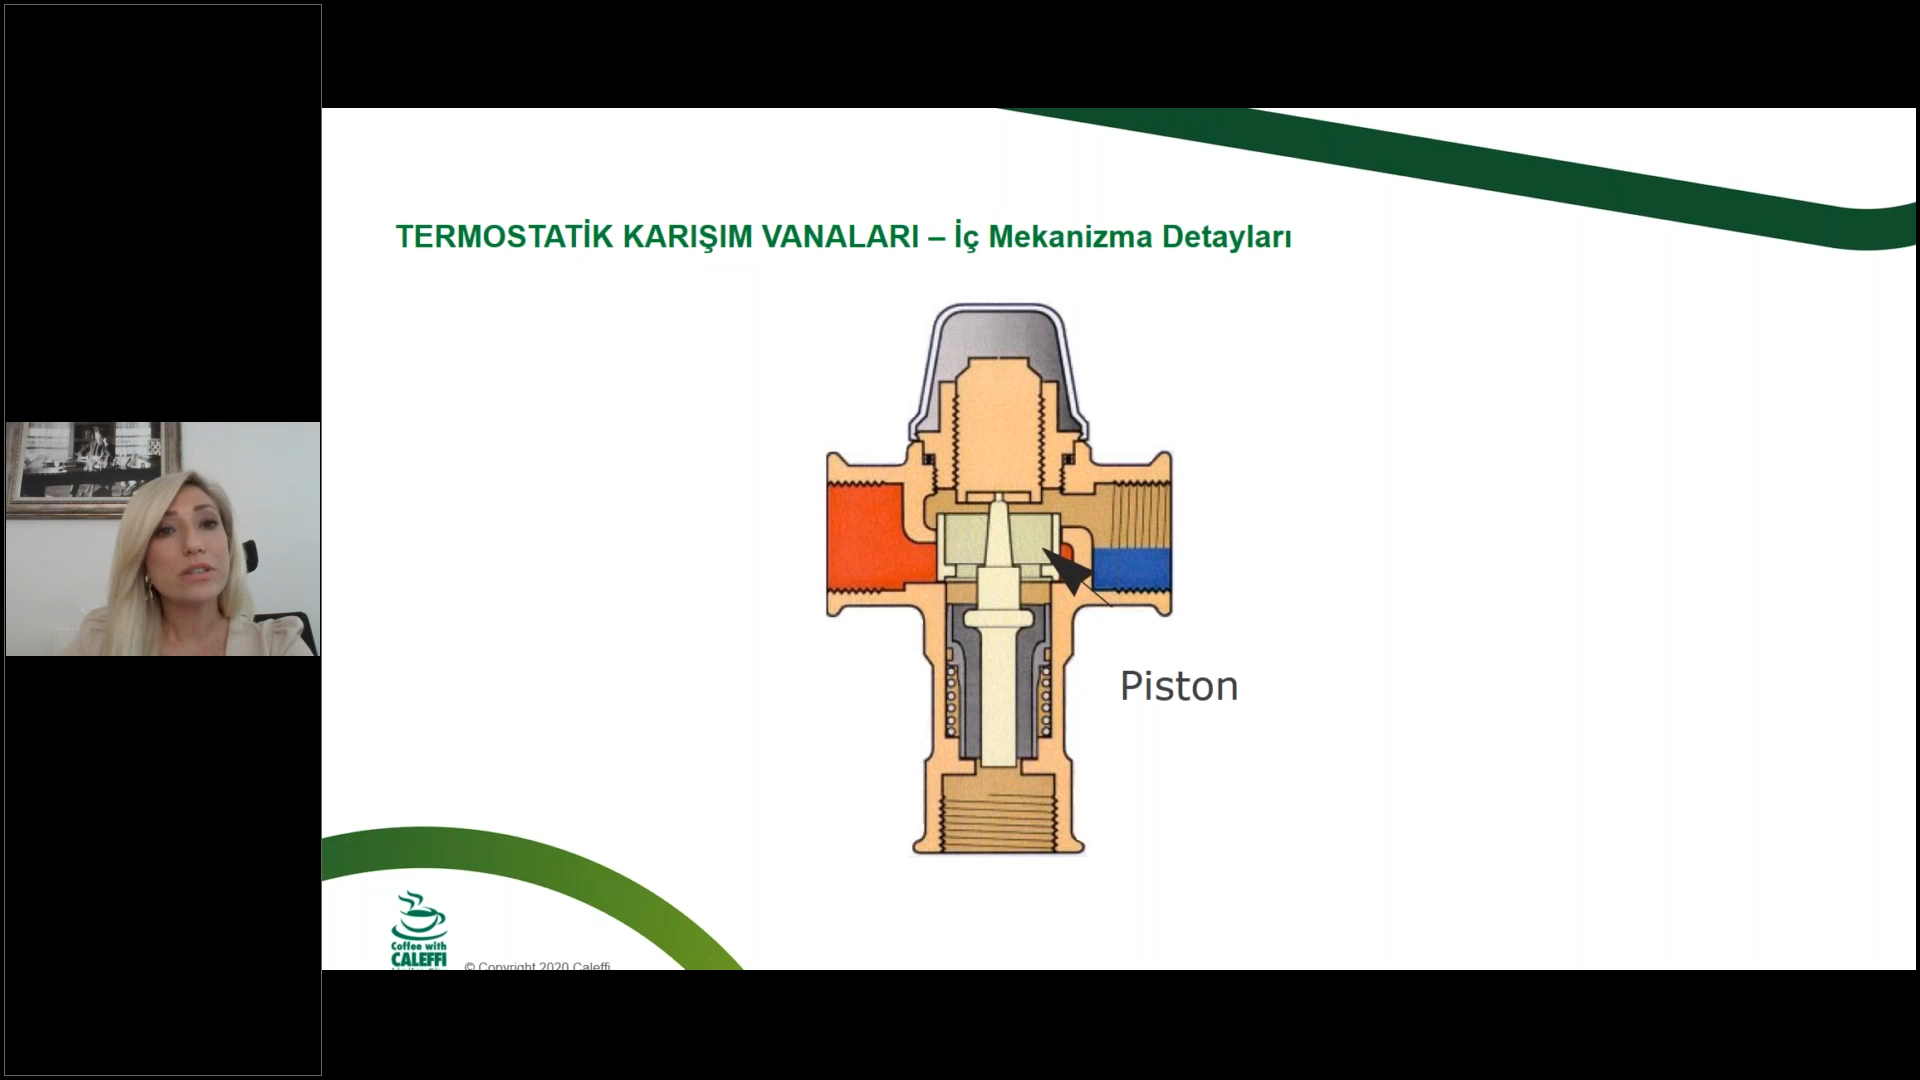 TERMOSTATİK KARIŞIM VANALARI – İç Mekanizma Detayları
Piston
Coffee with
CALEFFI
© Copyright 2020 Caleffi